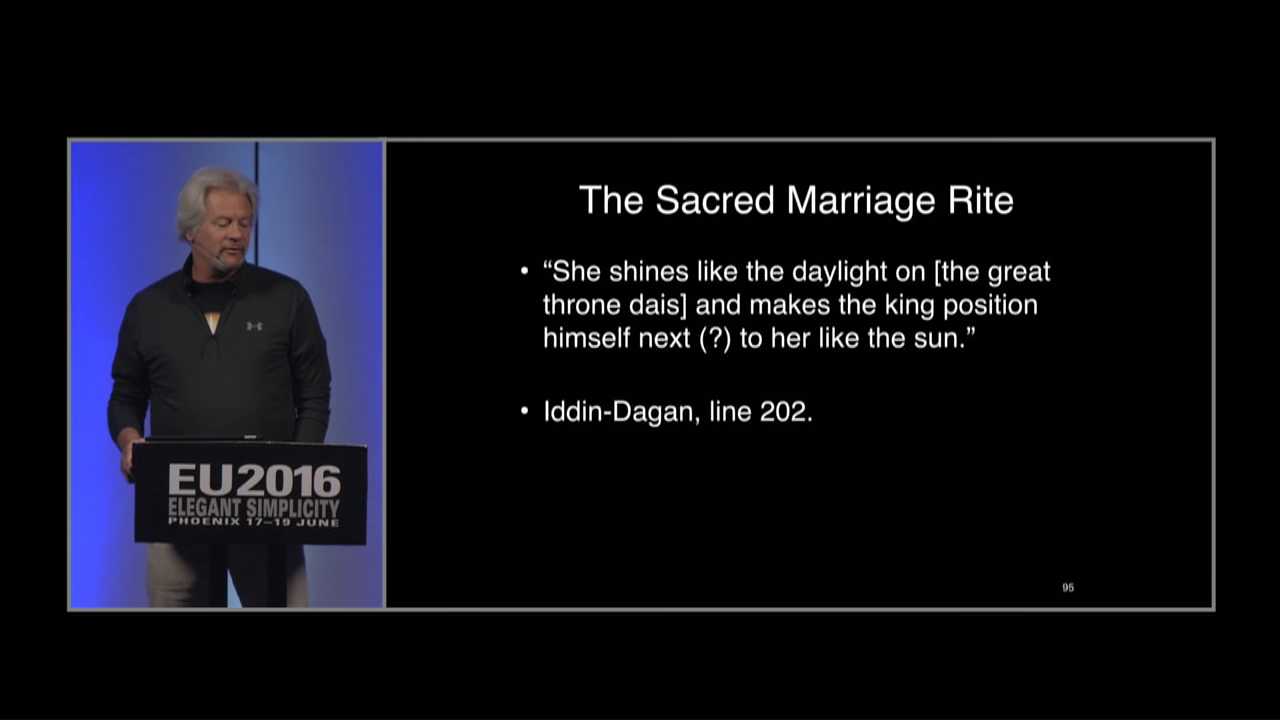 The Sacred Marriage Rite
• “She shines like the daylight on [the great
throne dais] and makes the king position
himself next (?) to her like the sun.”
• Iddin-Dagan, line 202.
95
EU2016
ELEGANT SIMPLICITY
PHOENIX 17–19 JUNE